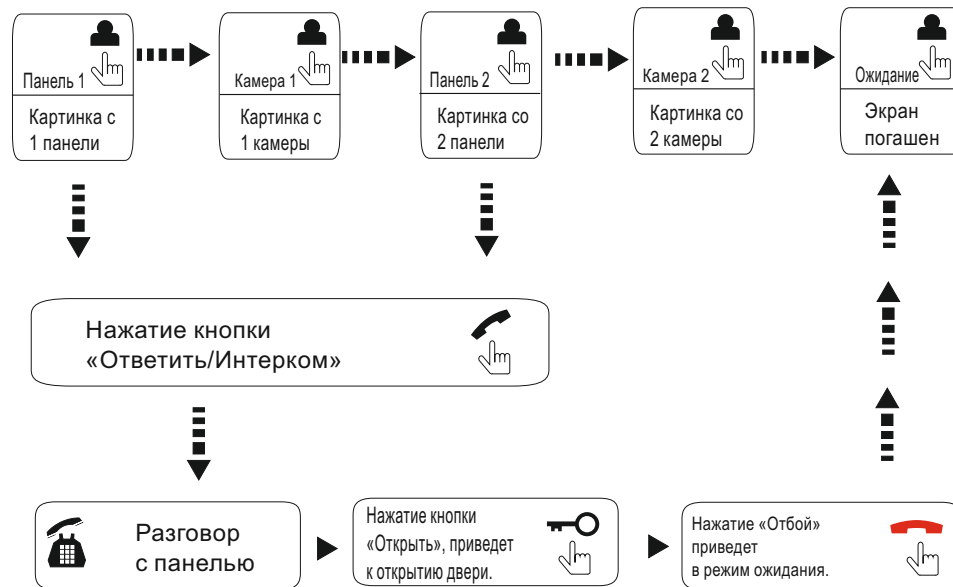 Панель 1
Картинка с
1 панели
Камера 1
Картинка с
1 камеры
Панель 2
Картинка со
2 панели
Камера 2
Картинка со
2 камеры
Ожидание
Экран
погашен
Нажатие кнопки
«Ответить/Интерком»
Разговор
с панелью
Нажатие кнопки
«Открыть», приведет
к открытию двери.
Нажатие «Отбой»
приведет
в режим ожидания.